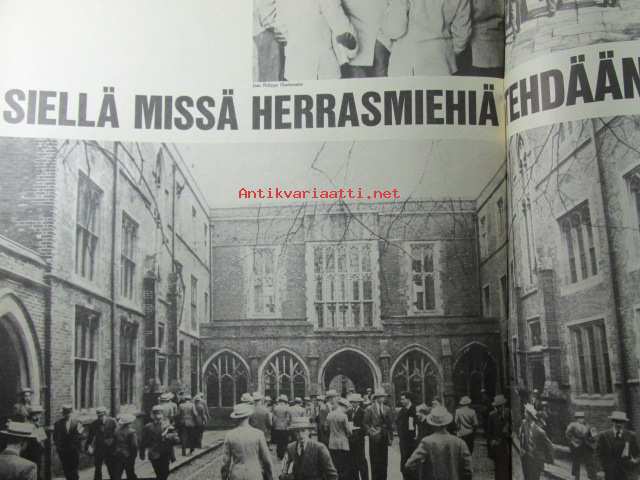 SIELLÄ MISSÄ HERRASMIEHIÄ TEHDÄÄN
Antikvariaatti.net